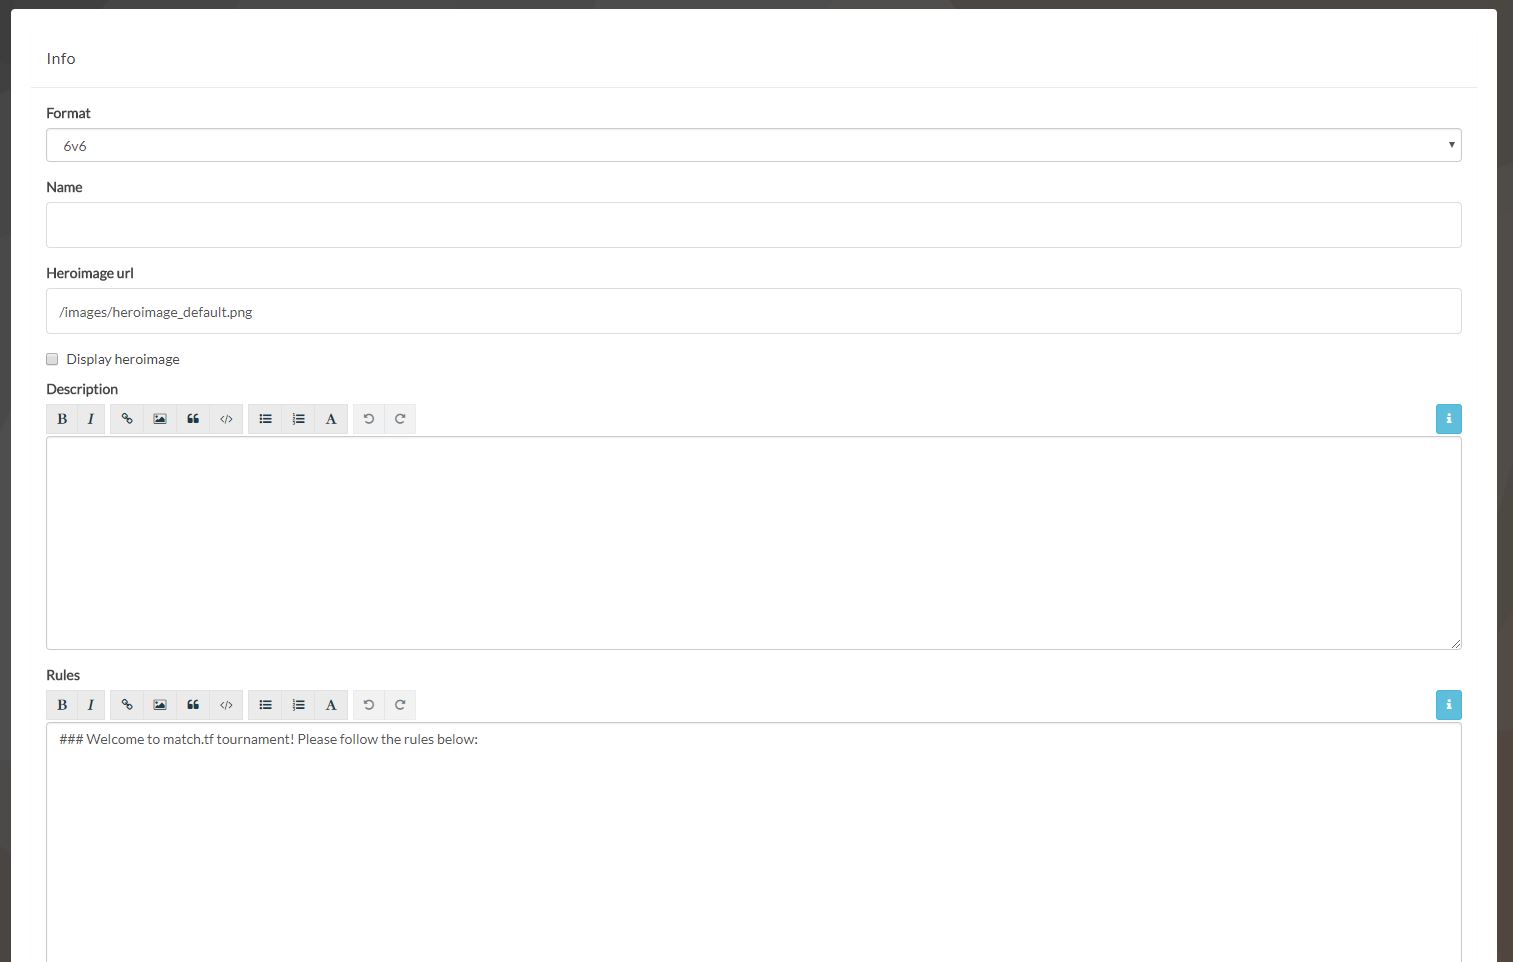 Info
Format
6v6
Name
Heroimage url
/images/heroimage_default.png
Display heroimage
Description
B I </> A i
Rules
B I </> A i
### Welcome to match.tf tournament! Please follow the rules below: